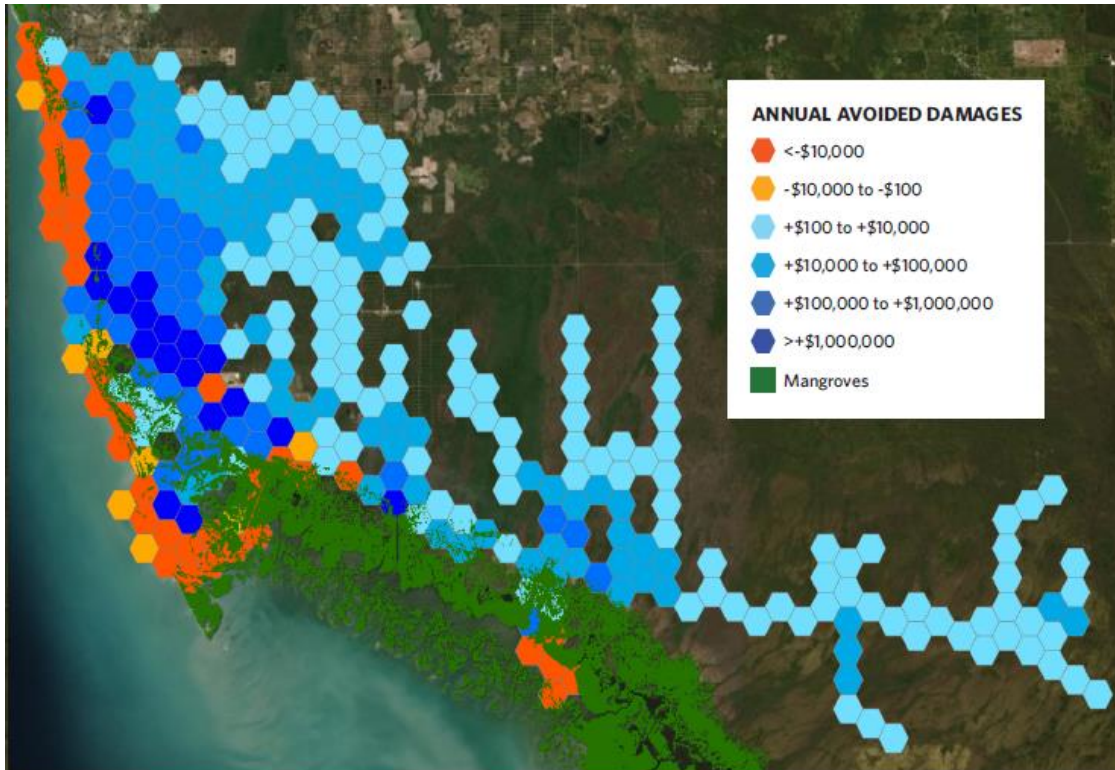 ANNUAL AVOIDED DAMAGES
<-$10,000
-$10,000 to -$100
+$100 to +$10,000
+$10,000 to +$100,000
+$100,000 to +$1,000,000
>+$1,000,000
Mangroves